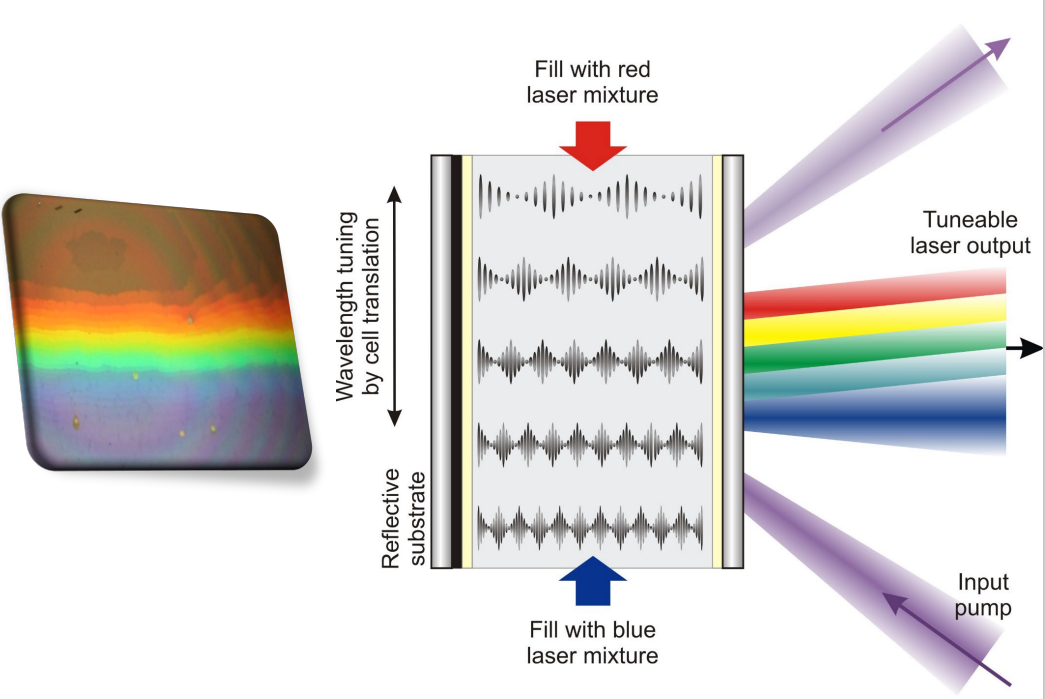 Fill with red
laser mixture
Wavelength tuning
by cell translation
Tuneable
laser output
Reflective
substrate
Input
pump
Fill with blue
laser mixture